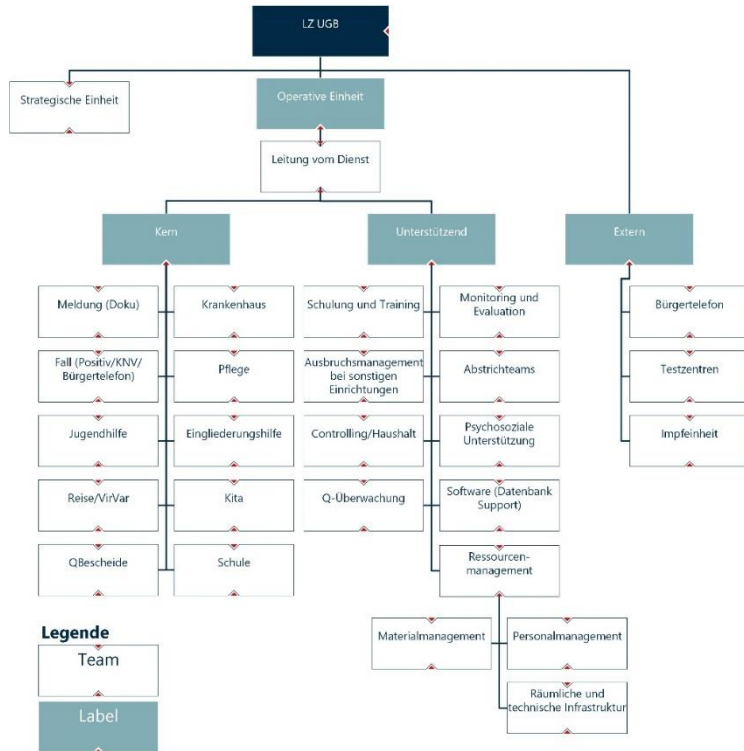 LZ UGB
Strategische Einheit
Operative Einheit
Leitung vom Dienst
Kern
Unterstützend
Extern
Meldung (Doku)
Krankenhaus
Schulung und Training
Monitoring und
Evaluation
Bürgertelefon
Fall (Positiv/KNV/
Bürgertelefon)
Pflege
Ausbruchsmanagement
bei sonstigen
Einrichtungen
Abstrichteams
Testzentren
Jugendhilfe
Eingliederungshilfe
Controlling/Haushalt
Psychosoziale
Unterstützung
Impfeinheit
Reise/VirVar
Kita
Q-Überwachung
Software (Datenbank
Support)
QBescheide
Schule
Ressourcen-
management
Materialmanagement
Personalmanagement
Räumliche und
technische Infrastruktur
Legende
Team
Label